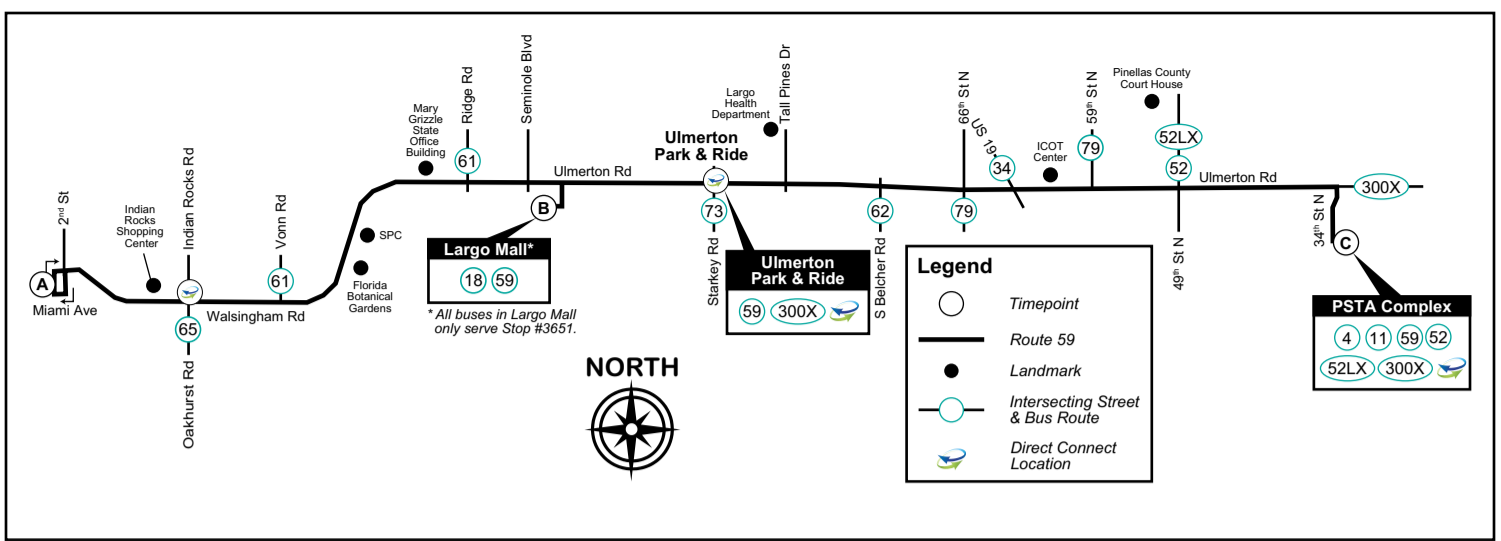 2nd St
A
Miami Ave
Indian
Rocks
Shopping
Center
Indian Rocks Rd
65
Oakhurst Rd
Walsingham Rd
Vonn Rd
61
SPC
Florida
Botanical
Gardens
Mary
Grizzle
State
Office
Building
Ridge Rd
61
Seminole Blvd
B
Largo Mall*
18 59
* All buses in Largo Mall
only serve Stop #3651.
Ulmerton Rd
Ulmerton
Park & Ride
73
Starkey Rd
Largo
Health
Department
Tall Pines Dr
Ulmerton
Park & Ride
59 300X
62
S Belcher Rd
66th St N
79
US 19
34
ICOT
Center
59th St N
79
Pinellas County
Court House
52LX
52
49th St N
Ulmerton Rd
300X
34th St N
C
PSTA Complex
4 11 59 52
52LX 300X
NORTH
Legend
Timepoint
Route 59
Landmark
Intersecting Street
& Bus Route
Direct Connect
Location